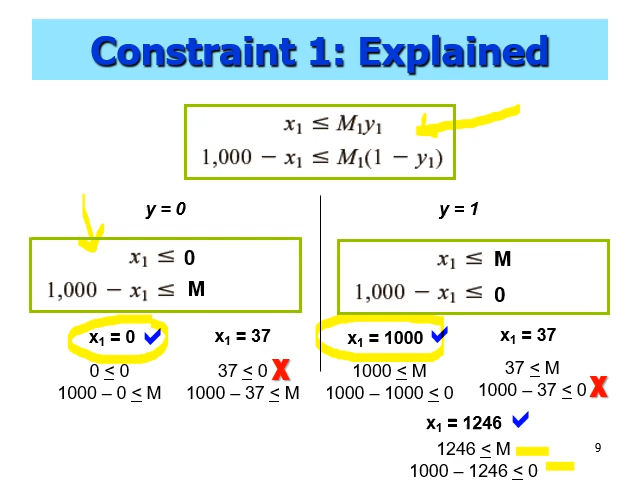 Constraint 1: Explained
x₁ ≤ M₁y₁
1,000 − x₁ ≤ M₁(1 − y₁)
y = 0
x₁ ≤ 0
1,000 − x₁ ≤ M
x₁ = 0
0 ≤ 0
1000 – 0 ≤ M
x₁ = 37
37 ≤ 0 X
1000 – 37 ≤ M
y = 1
x₁ ≤ M
1,000 − x₁ ≤ 0
x₁ = 1000
1000 ≤ M
1000 – 1000 ≤ 0
x₁ = 37
37 ≤ M
1000 – 37 ≤ 0 X
x₁ = 1246
1246 ≤ M
1000 – 1246 ≤ 0
9